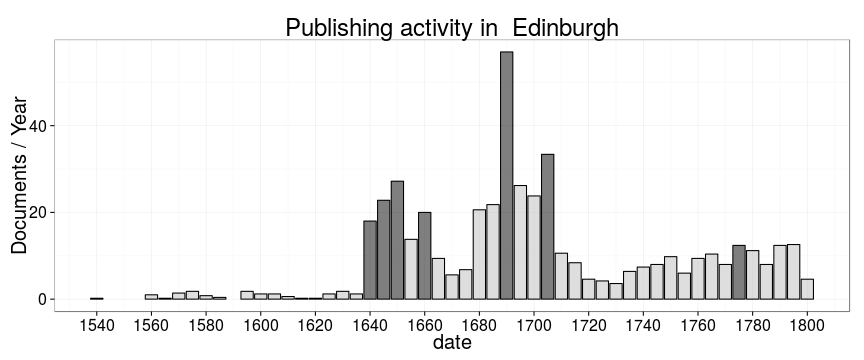 Publishing activity in  Edinburgh
Documents / Year
40
20
0
1540 1560 1580 1600 1620 1640 1660 1680 1700 1720 1740 1760 1780 1800
date